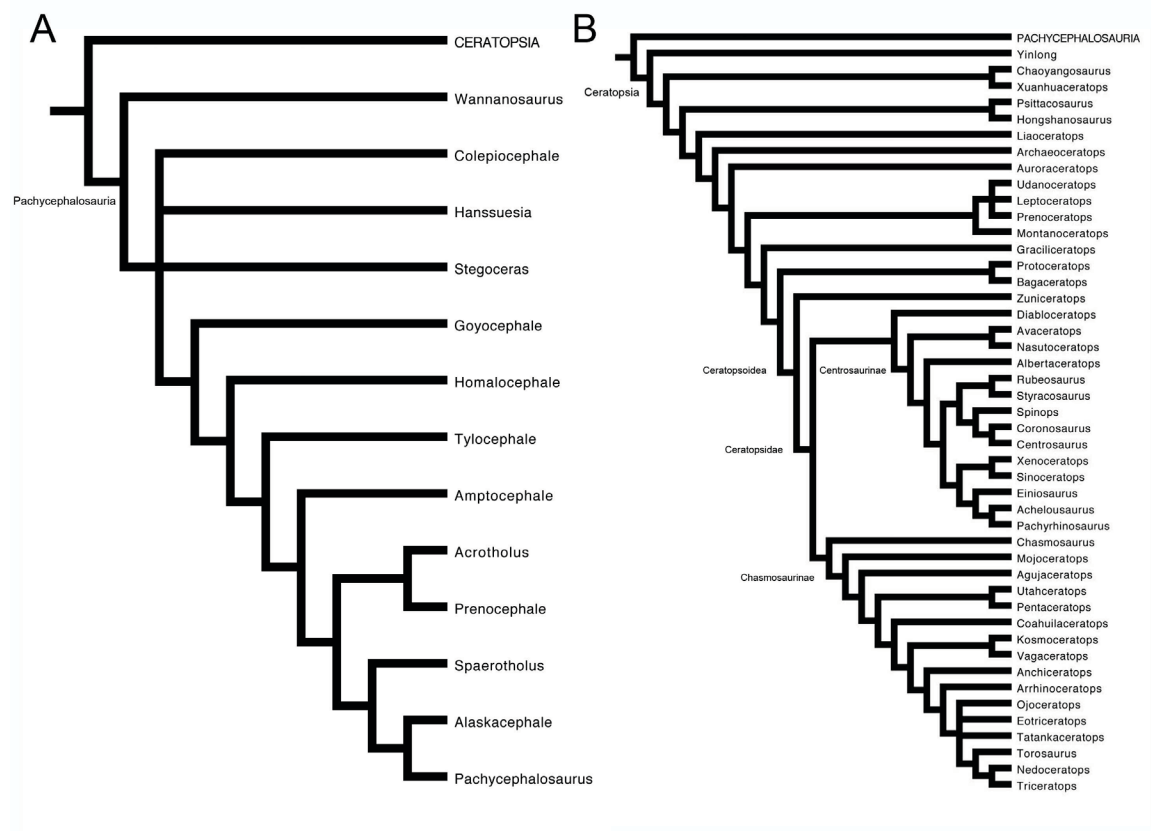 A
CERATOPSIA
Wannanosaurus
Colepiocephale
Pachycephalosauria
Hanssuesia
Stegoceras
Goyocephale
Homalocephale
Tylocephale
Amptocephale
Acrotholus
Prenocephale
Spaerotholus
Alaskacephale
Pachycephalosaurus
B
PACHYCEPHALOSAURIA
Yinlong
Chaoyangosaurus
Ceratopsia
Xuanhuaceratops
Psittacosaurus
Hongshanosaurus
Liaoceratops
Archaeoceratops
Auroraceratops
Udanoceratops
Leptoceratops
Prenoceratops
Montanoceratops
Graciliceratops
Protoceratops
Bagaceratops
Zuniceratops
Diabloceratops
Avaceratops
Nasutoceratops
Albertaceratops
Ceratopsoidea
Centrosaurinae
Rubeosaurus
Styracosaurus
Spinops
Coronosaurus
Centrosaurus
Ceratopsidae
Xenoceratops
Sinoceratops
Einiosaurus
Achelousaurus
Pachyrhinosaurus
Chasmosaurus
Mojoceratops
Chasmosaurinae
Agujaceratops
Utahceratops
Pentaceratops
Coahuilaceratops
Kosmoceratops
Vagaceratops
Anchiceratops
Arrhinoceratops
Ojoceratops
Eotriceratops
Tatankaceratops
Torosaurus
Nedoceratops
Triceratops